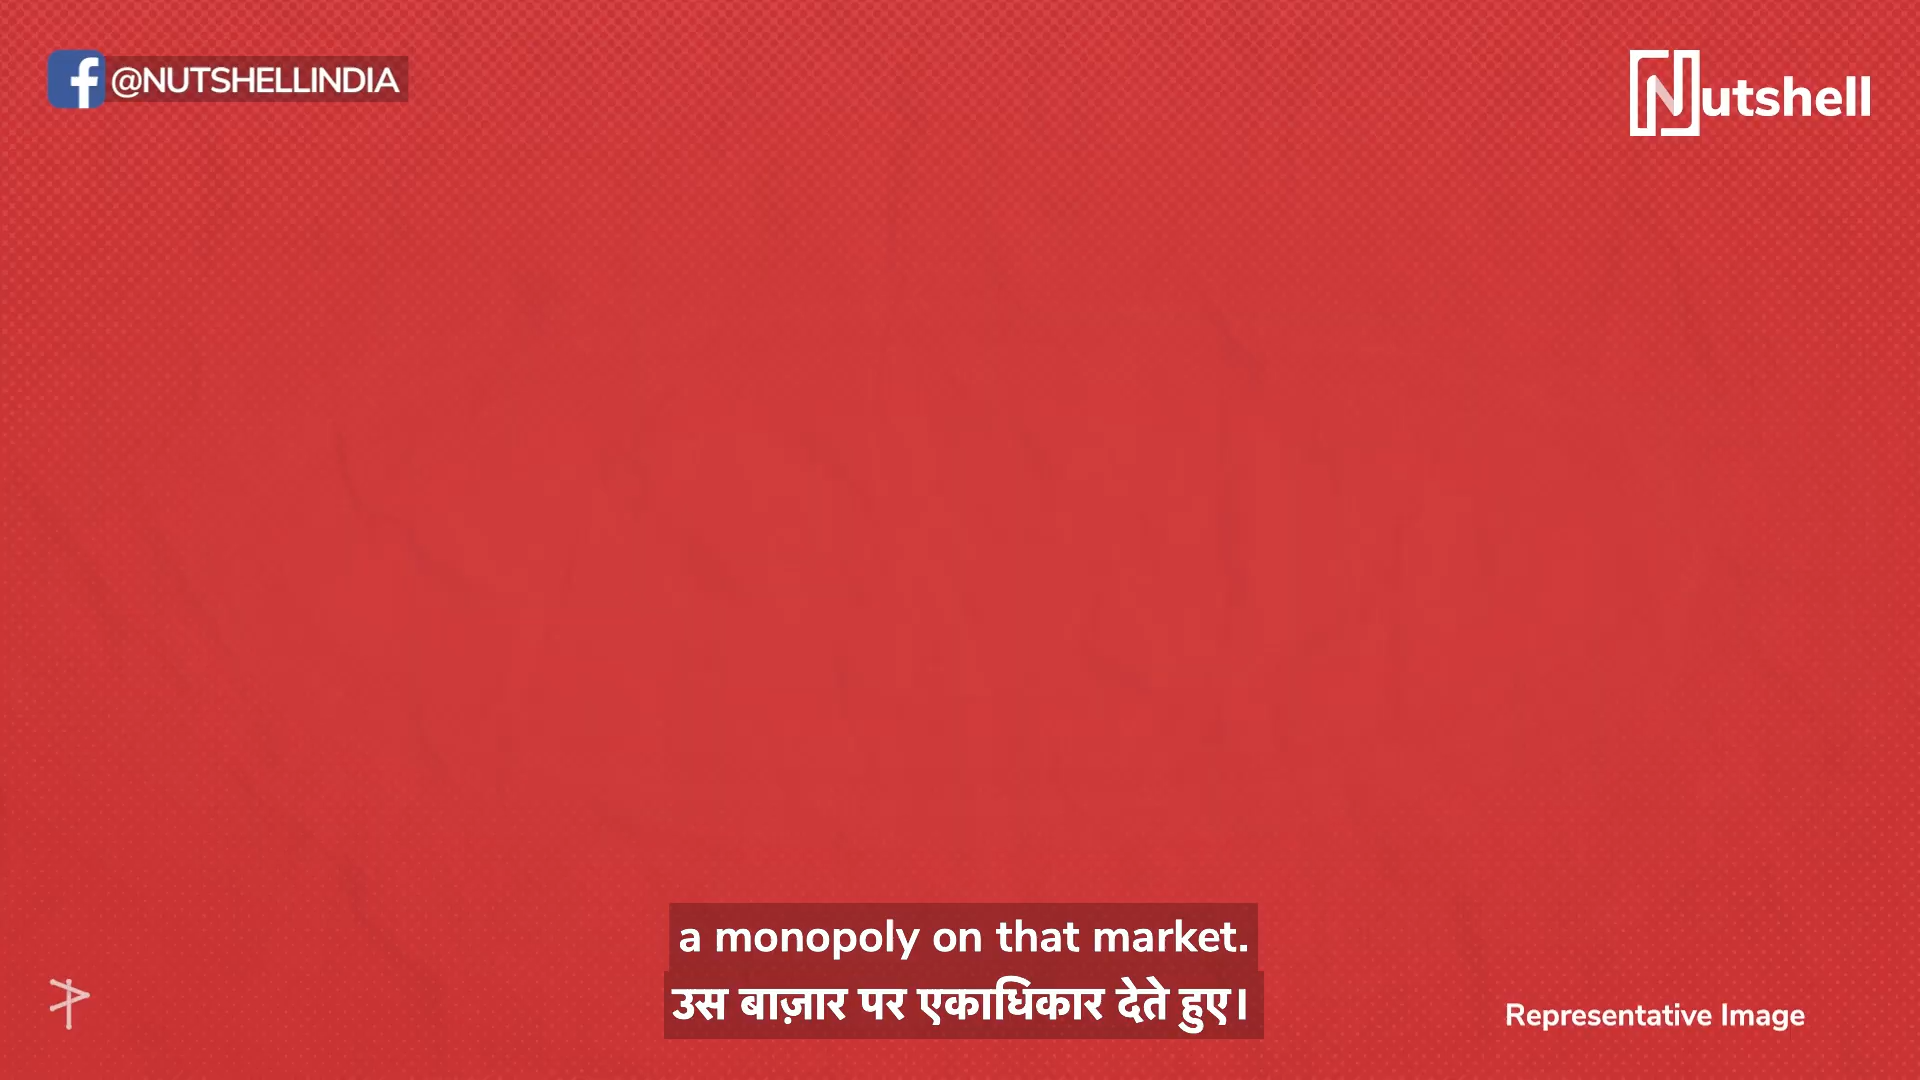 @NUTSHELLINDIA
Nutshell
a monopoly on that market.
उस बाज़ार पर एकाधिकार देते हुए।
Representative Image